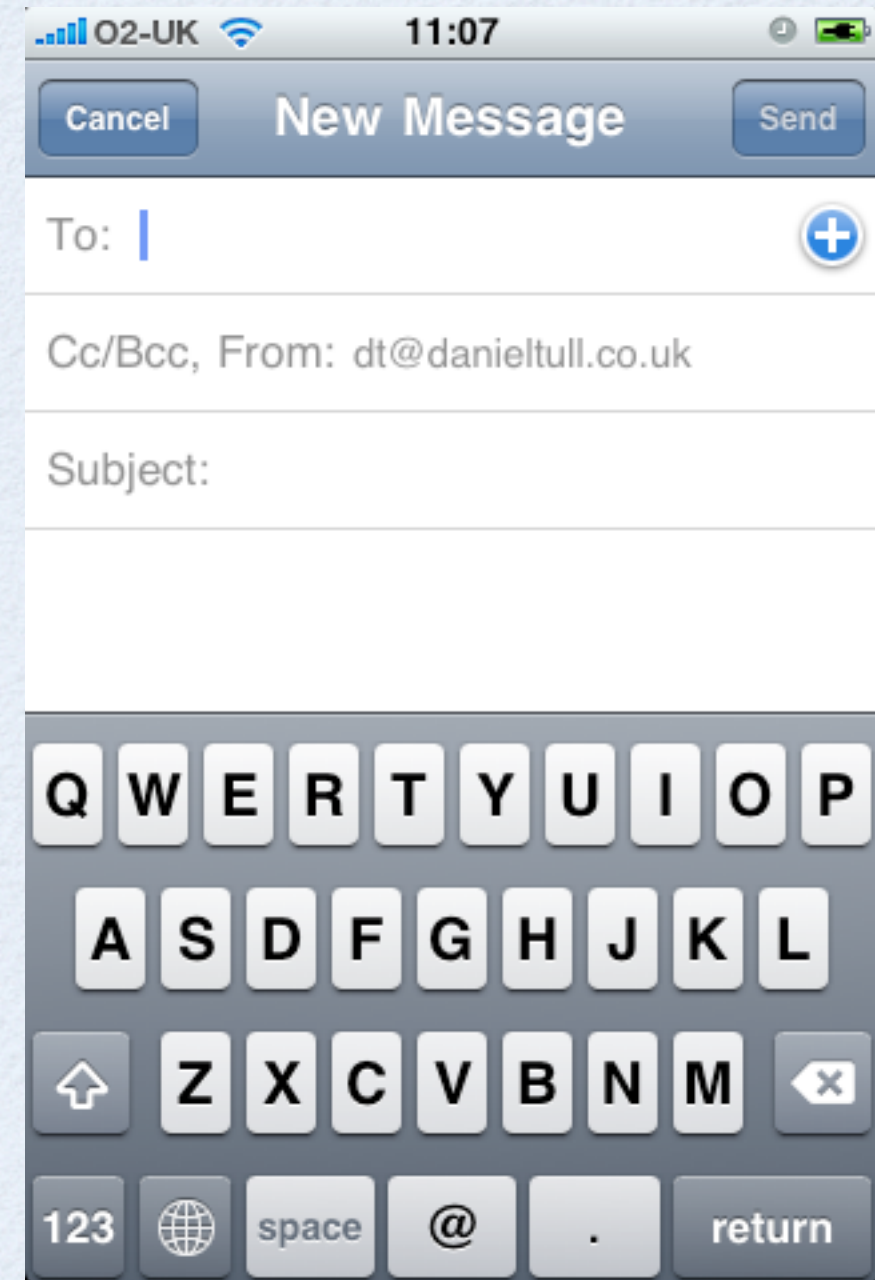 O2-UK 11:07
Cancel New Message Send
To:
Cc/Bcc, From: dt@danieltull.co.uk
Subject:
Q W E R T Y U I O P
A S D F G H J K L
Z X C V B N M
123 space @ . return